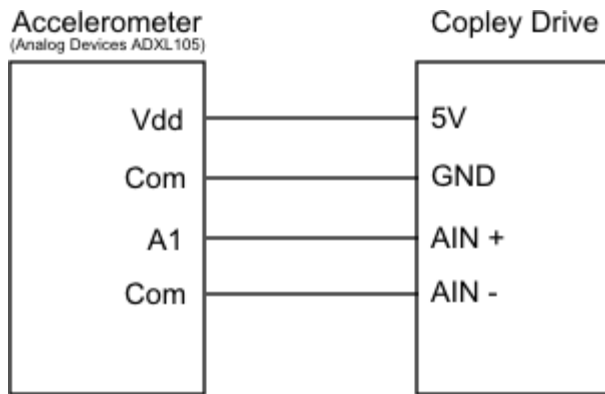 Accelerometer
(Analog Devices ADXL105)
Copley Drive
Vdd
5V
Com
GND
A1
AIN +
Com
AIN -